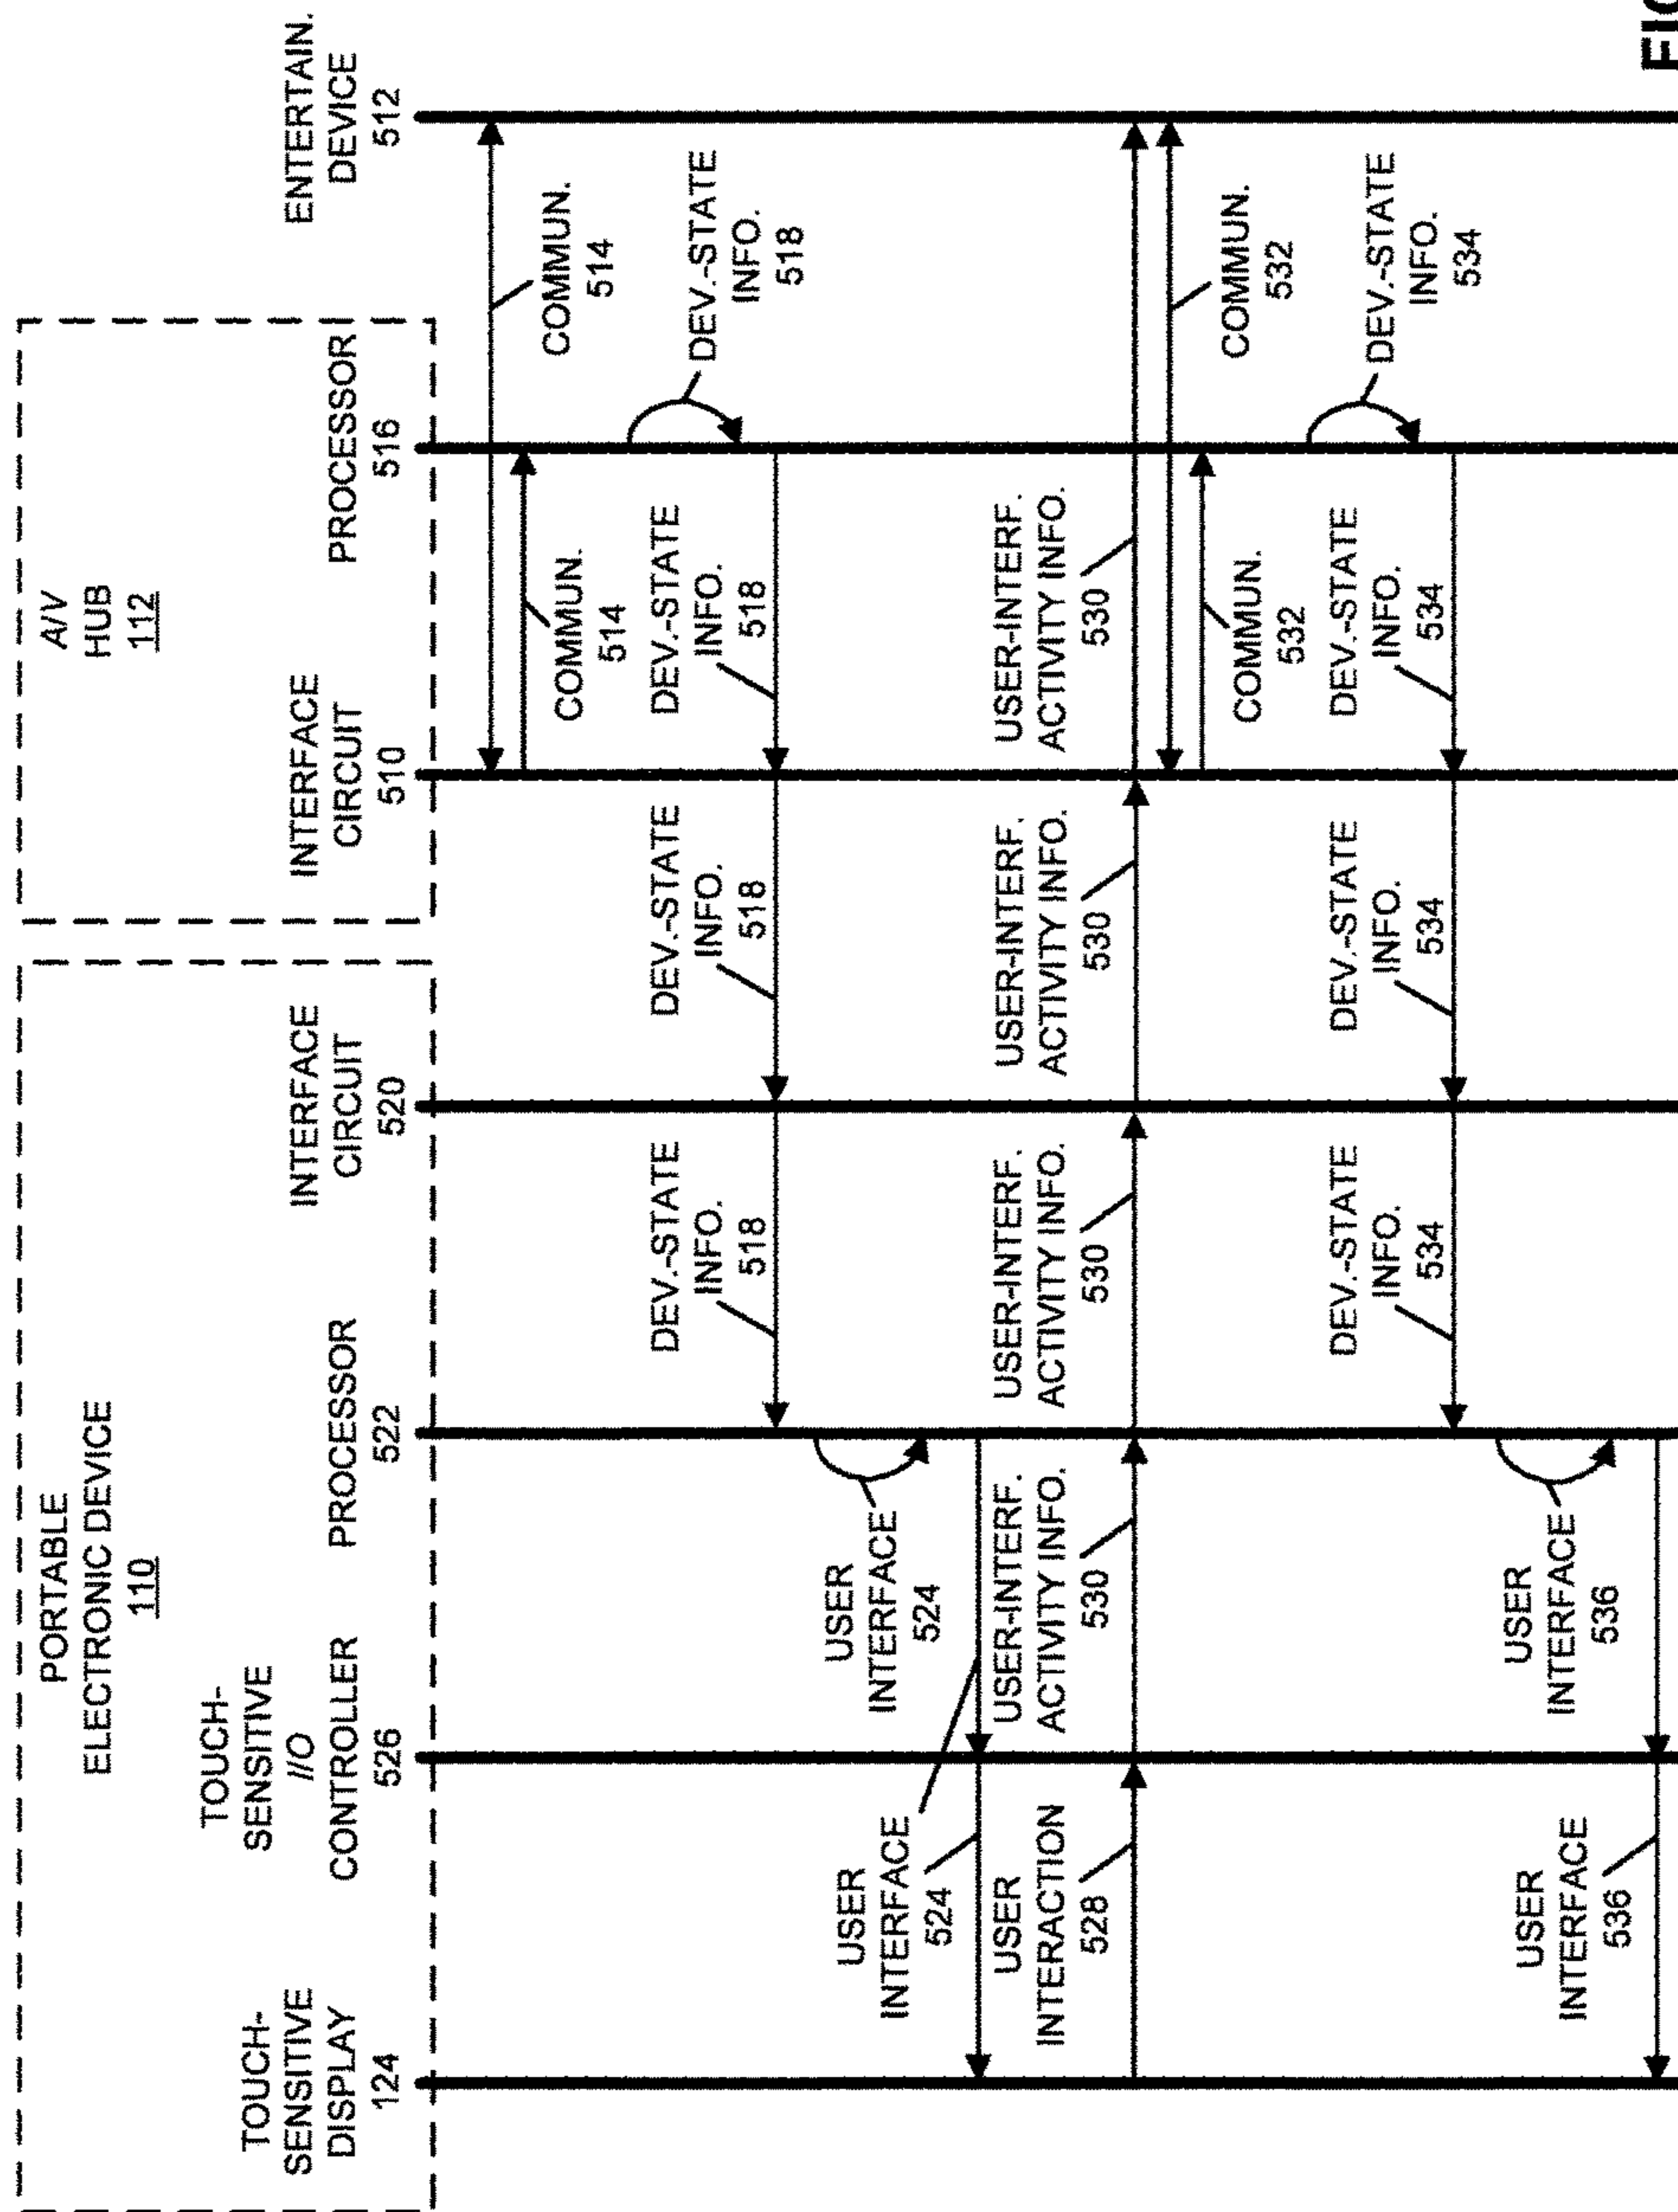 PORTABLE
ELECTRONIC DEVICE
110
A/V
HUB
112
TOUCH-
SENSITIVE
DISPLAY
124
TOUCH-
SENSITIVE
I/O
CONTROLLER
526
PROCESSOR
522
INTERFACE
CIRCUIT
520
INTERFACE
CIRCUIT
510
PROCESSOR
516
ENTERTAIN.
DEVICE
512
COMMUN.
514
COMMUN.
514
DEV.-STATE
INFO.
518
DEV.-STATE
INFO.
518
DEV.-STATE
INFO.
518
DEV.-STATE
INFO.
518
USER
INTERFACE
524
USER
INTERFACE
524
USER
INTERACTION
528
USER-INTERF.
ACTIVITY INFO.
530
USER-INTERF.
ACTIVITY INFO.
530
USER-INTERF.
ACTIVITY INFO.
530
USER-INTERF.
ACTIVITY INFO.
530
COMMUN.
532
COMMUN.
532
DEV.-STATE
INFO.
534
DEV.-STATE
INFO.
534
DEV.-STATE
INFO.
534
DEV.-STATE
INFO.
534
USER
INTERFACE
536
USER
INTERFACE
536